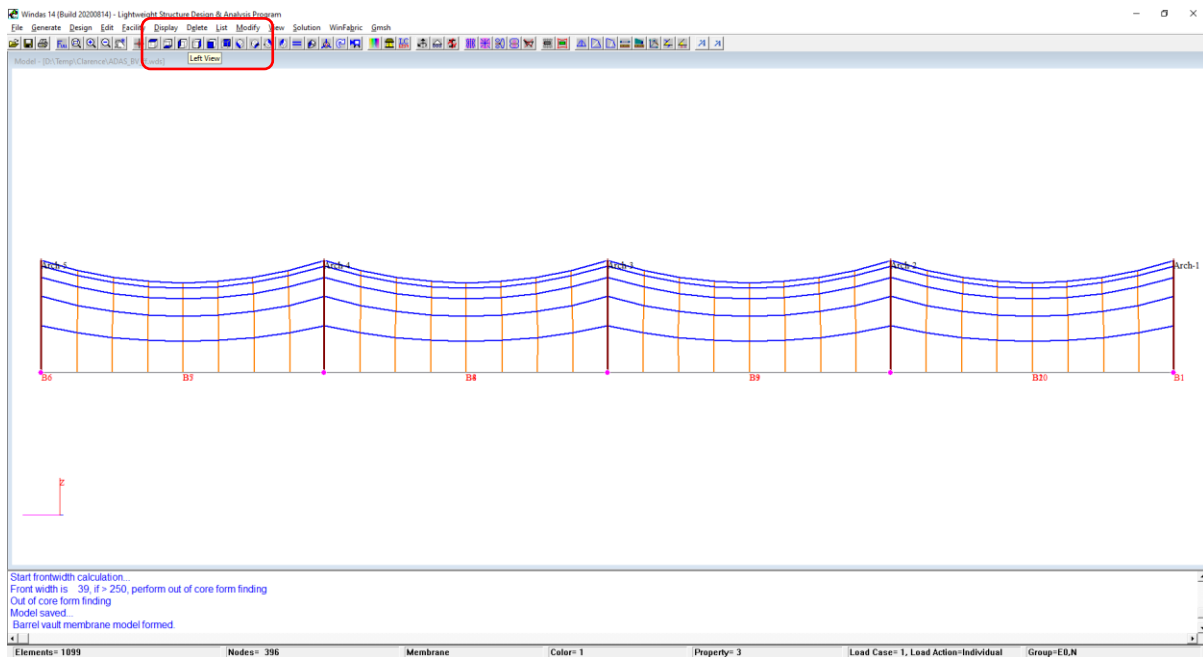 Windas 14 (Build 20200814) - Lightweight Structure Design & Analysis Program
File Generate Design Edit Facility Display Delete List Modify View Solution WinFabric Gmsh
Model - [D:\Temp\Clarence\ADAS_BV
Left View
Arch-5 Arch-4 Arch-3 Arch-2 Arch-1
B6 B1
z
Start frontwidth calculation...
Front width is 39, if > 250, perform out of core form finding
Out of core form finding
Model saved...
Barrel vault membrane model formed.
Elements= 1099 Nodes= 396 Membrane Color= 1 Property= 3 Load Case= 1, Load Action=Individual Group=E0,N